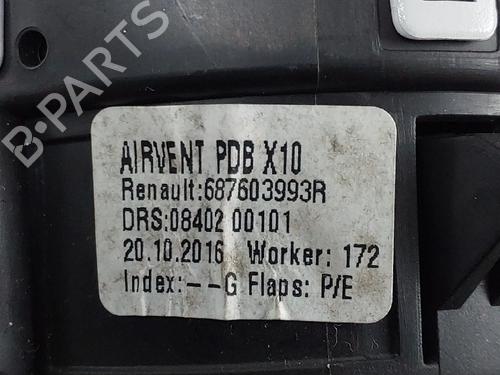 B-PARTS
AIRVENT PDB X10
Renault:687603993R
DRS:08402 00101
20.10.2016 Worker: 172
Index:--G Flaps: P/E